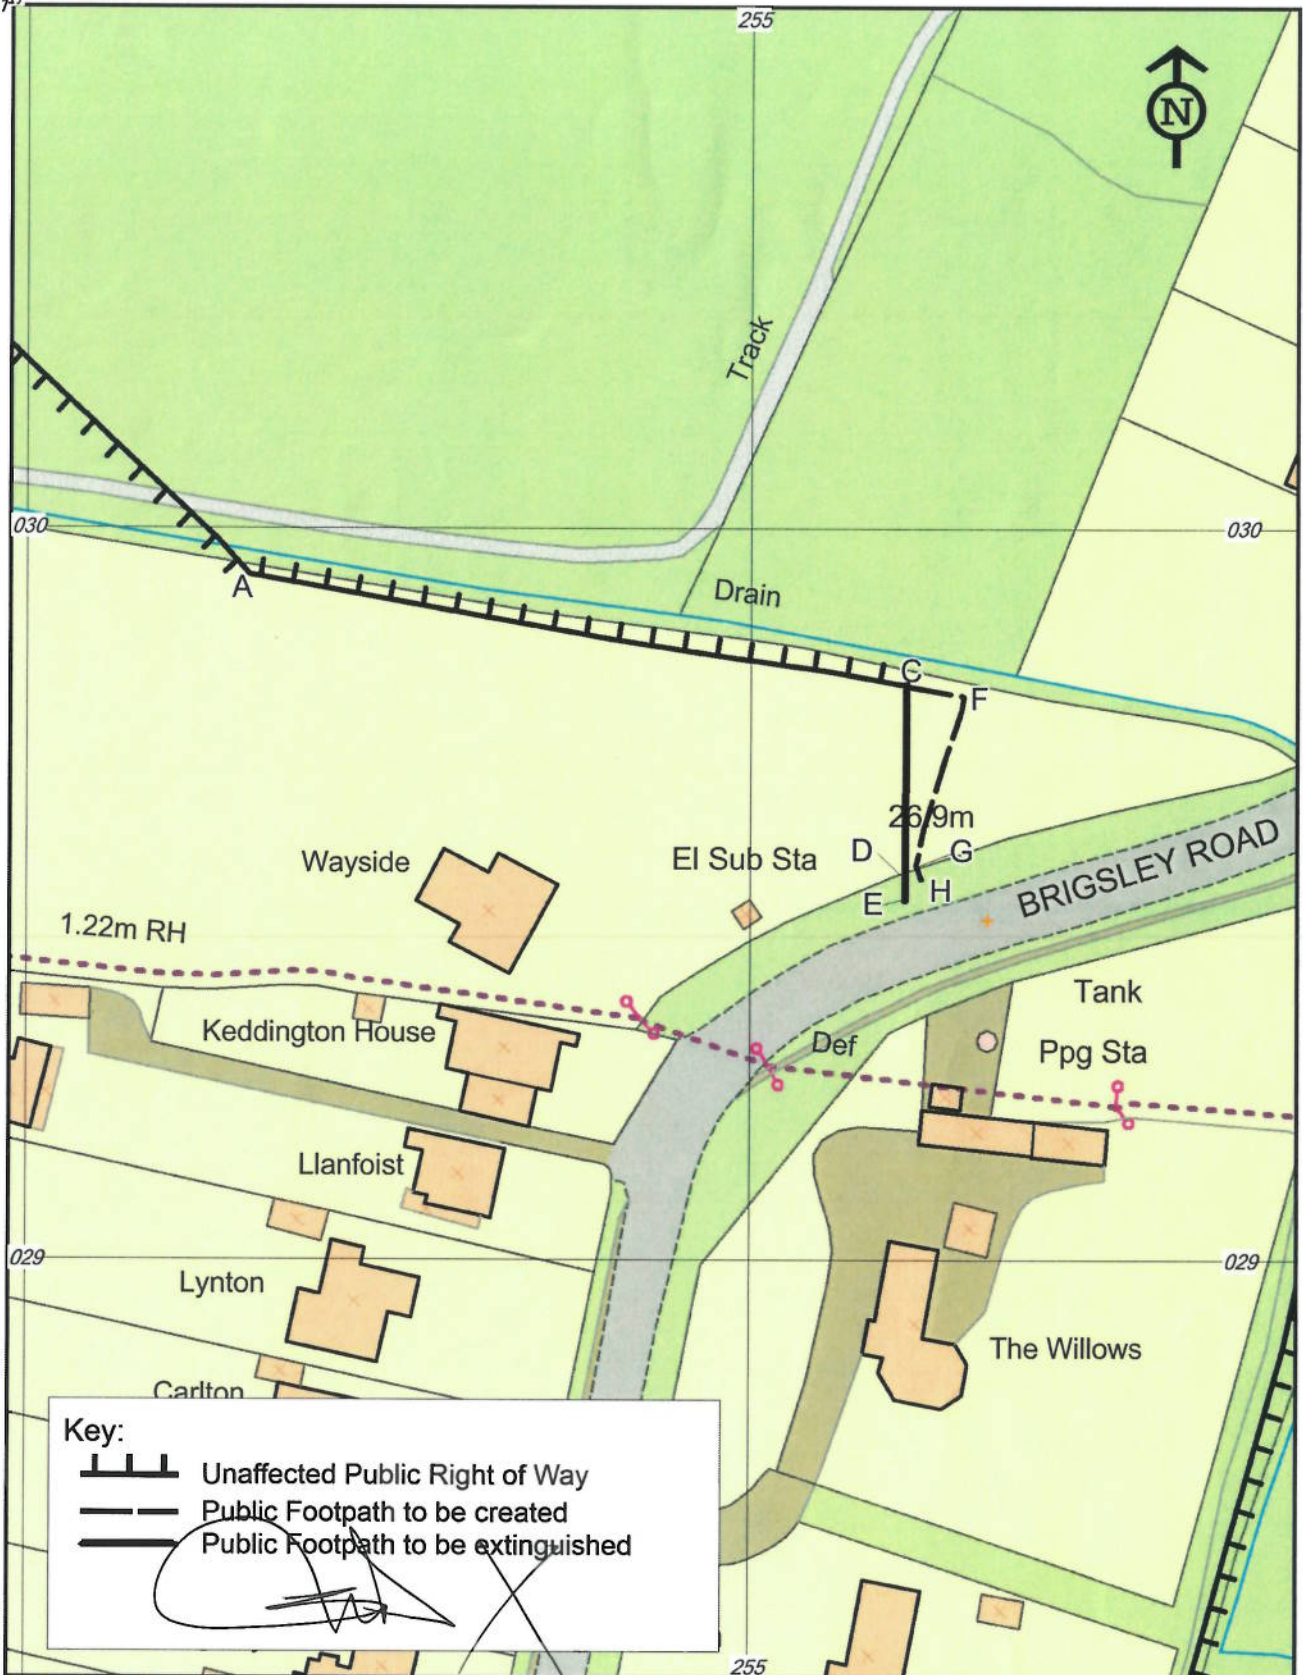 255
N
Track
030
030
A
Drain
C
F
26.9m
D
G
Wayside
El Sub Sta
E
H
BRIGSLEY ROAD
1.22m RH
Tank
Keddington House
Def
Ppg Sta
Llanfoist
029
029
Lynton
The Willows
Carlton
Key:
Unaffected Public Right of Way
Public Footpath to be created
Public Footpath to be extinguished
255